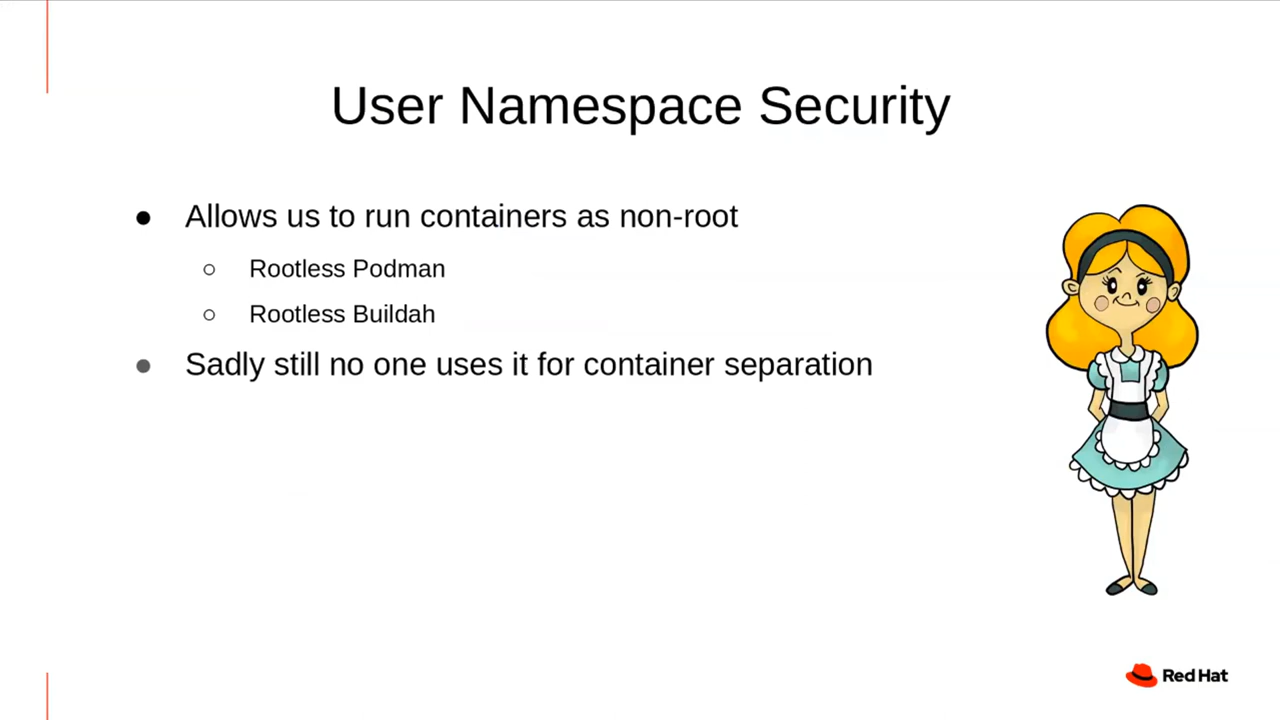 User Namespace Security
● Allows us to run containers as non-root
○ Rootless Podman
○ Rootless Buildah
● Sadly still no one uses it for container separation
Red Hat